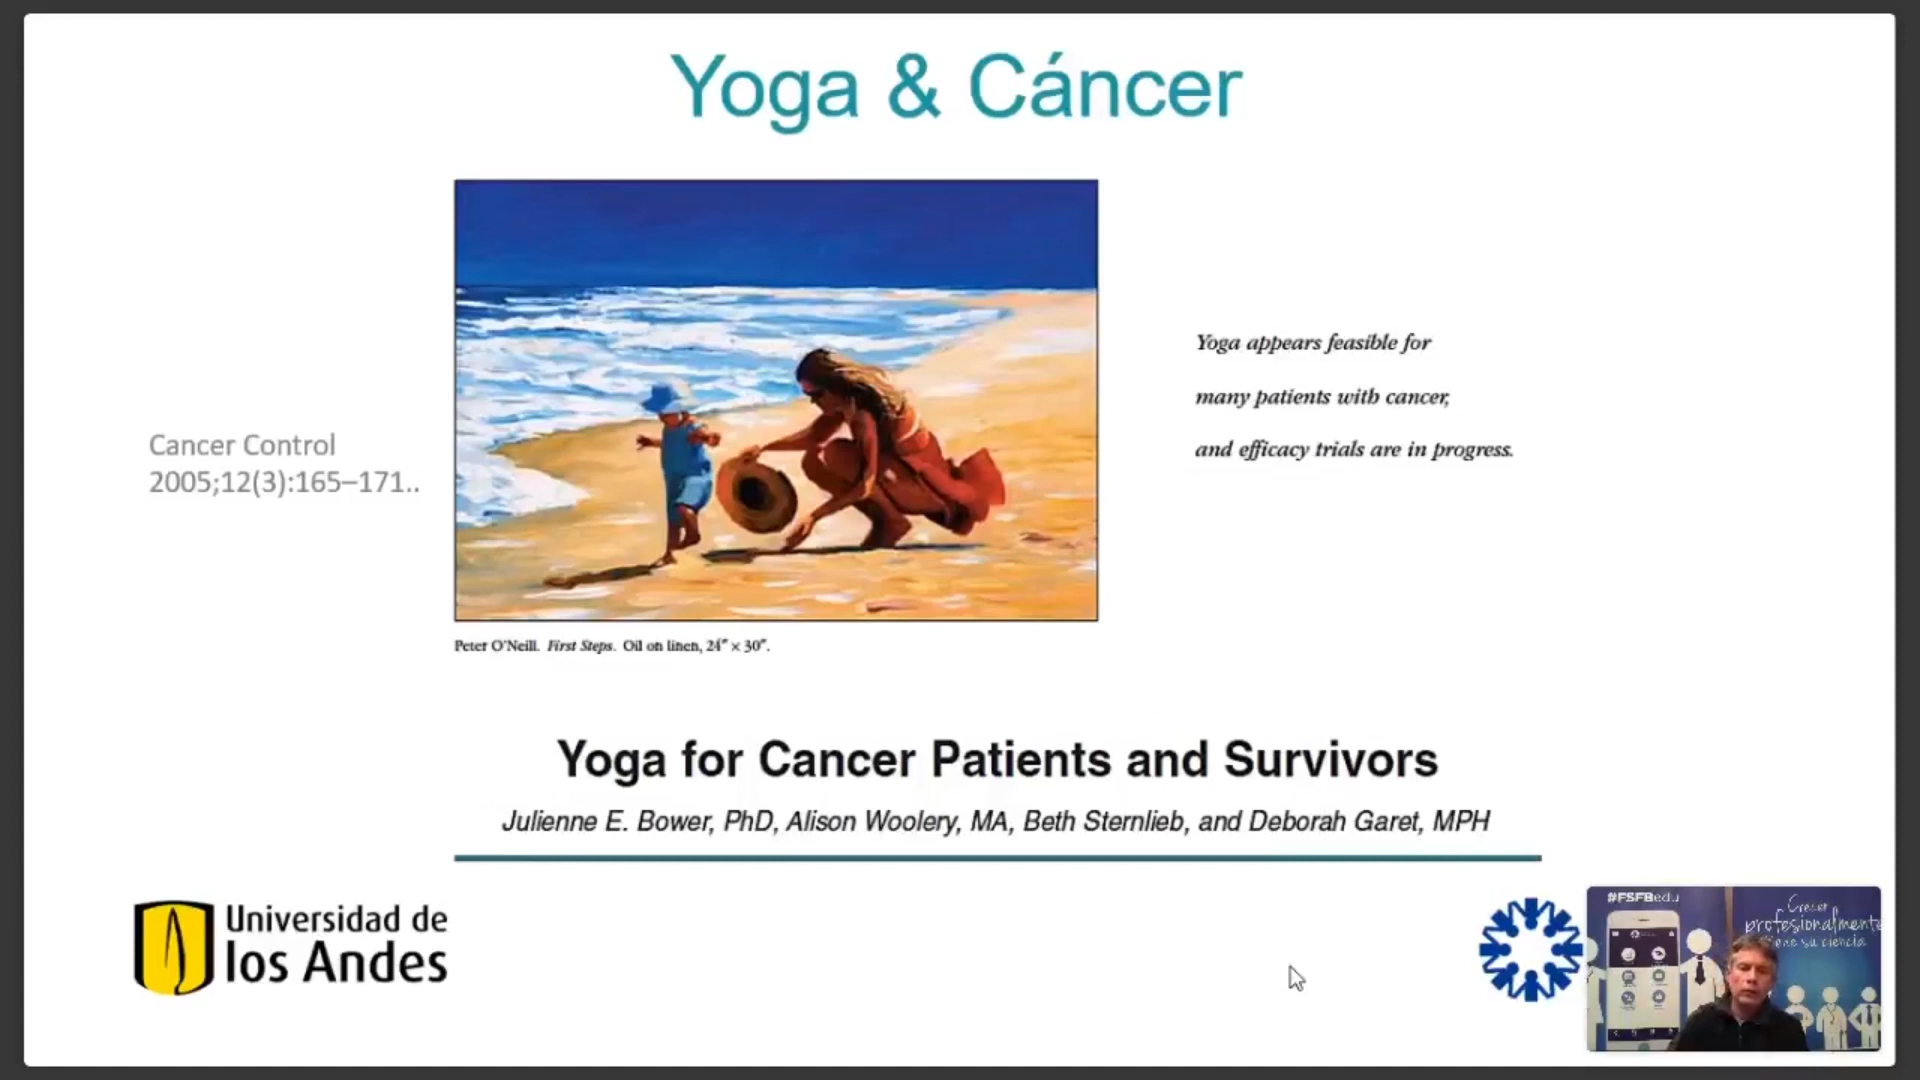 Yoga & Cáncer
Cancer Control
2005;12(3):165–171..
Yoga appears feasible for
many patients with cancer,
and efficacy trials are in progress.
Peter O'Neill. First Steps. Oil on linen, 24″ × 30″.
Yoga for Cancer Patients and Survivors
Julienne E. Bower, PhD, Alison Woolery, MA, Beth Sternlieb, and Deborah Garet, MPH
Universidad de
los Andes
#FSFBedu
Crecer
profesionalmente
tiene su ciencia